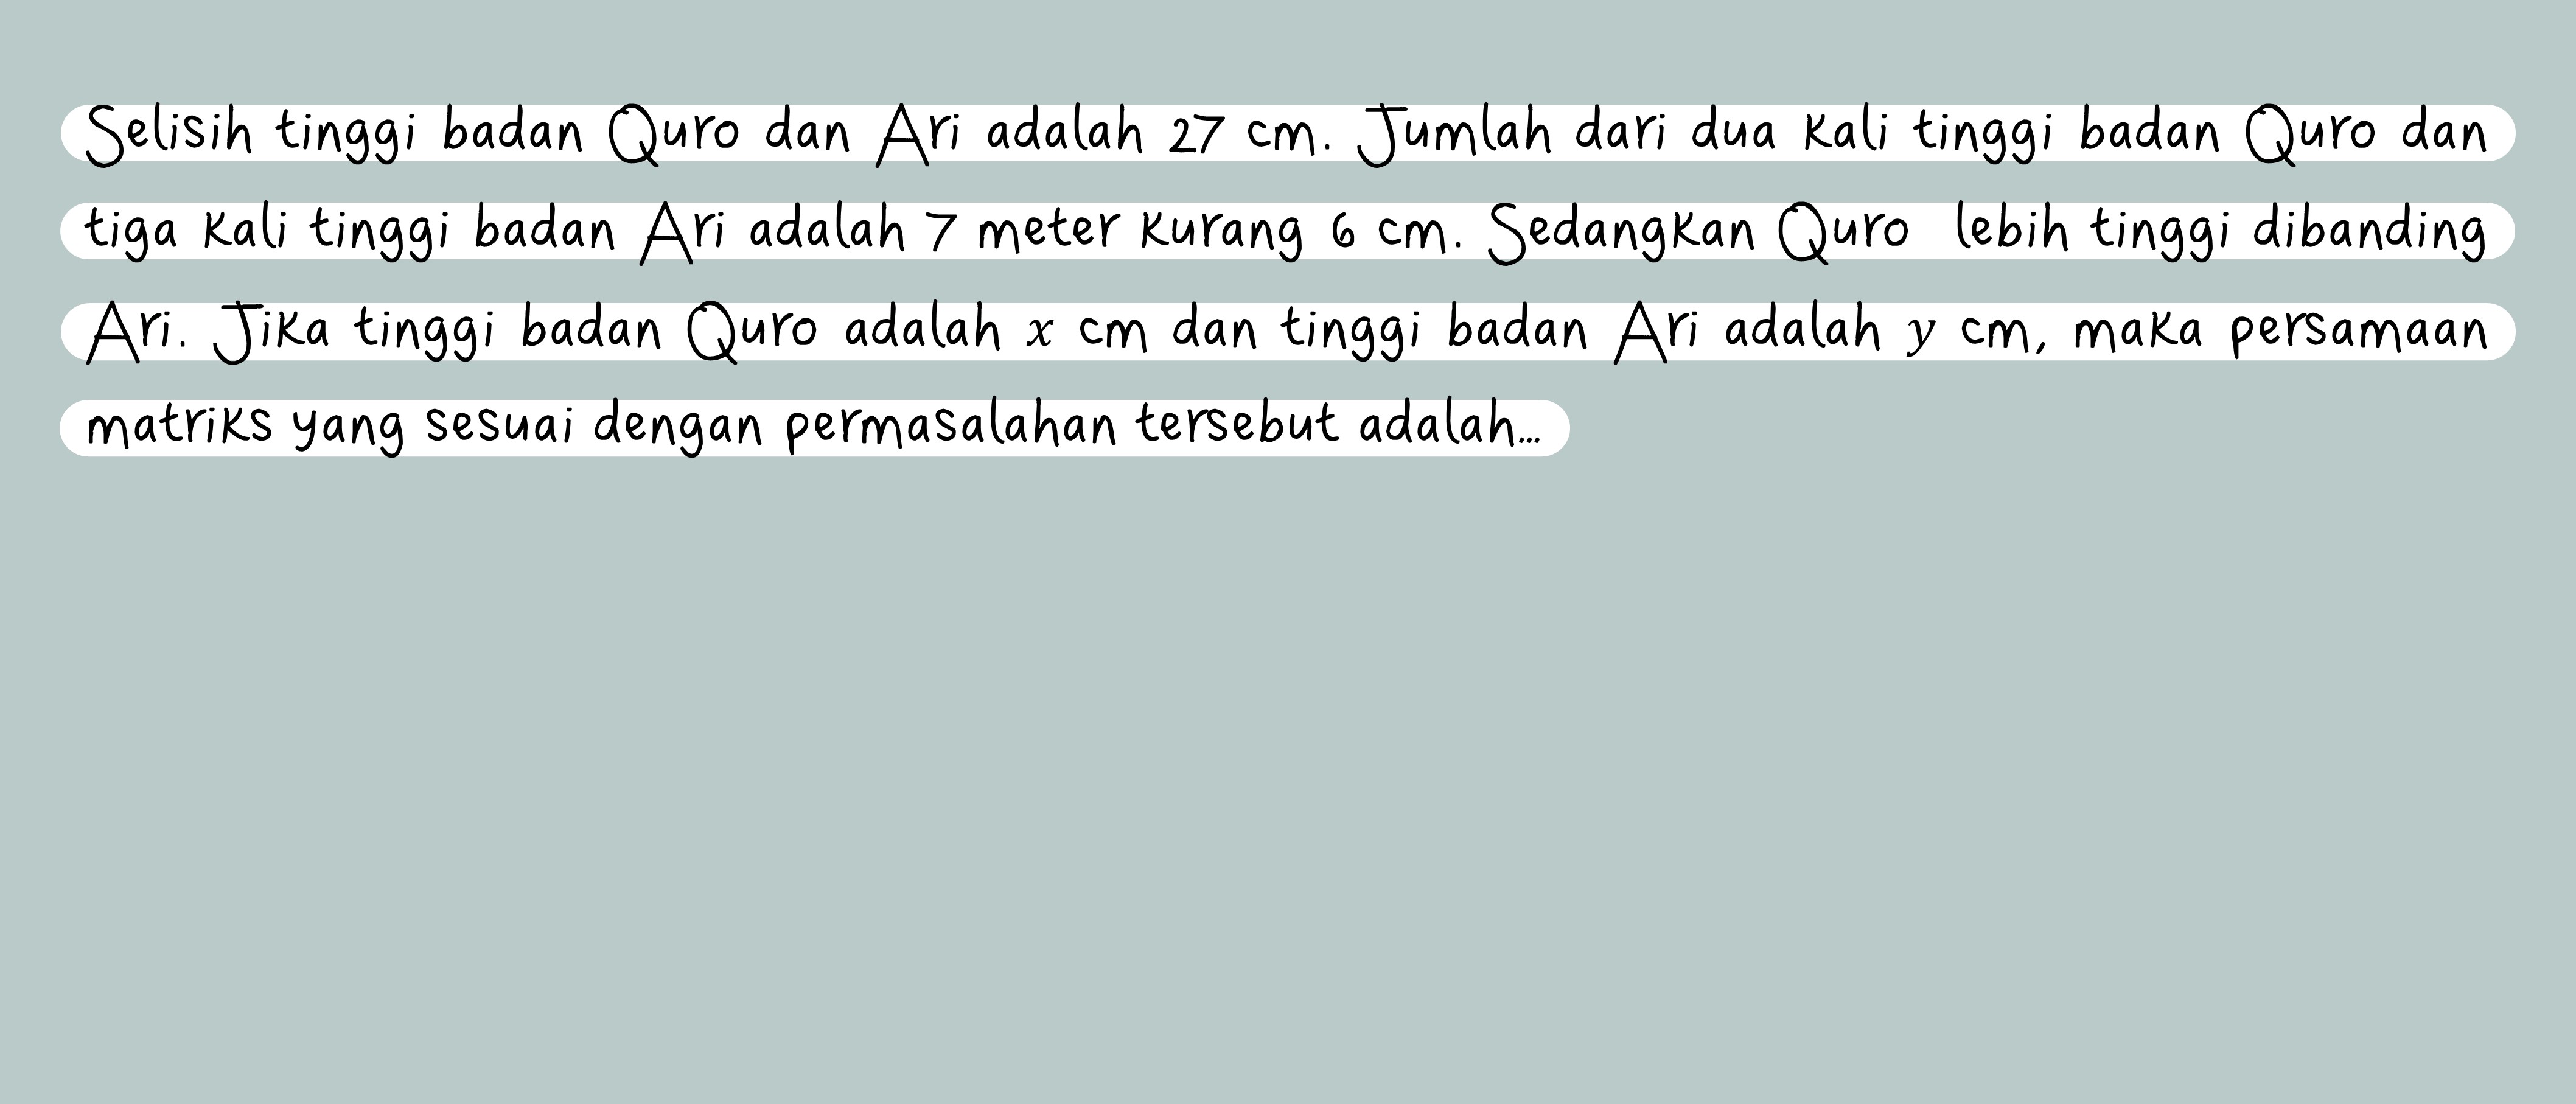 Selisih tinggi badan Quro dan Ari adalah 27 cm. Jumlah dari dua kali tinggi badan Quro dan
tiga kali tinggi badan Ari adalah 7 meter kurang 6 cm. Sedangkan Quro lebih tinggi dibanding
Ari. Jika tinggi badan Quro adalah x cm dan tinggi badan Ari adalah y cm, maka persamaan
matriks yang sesuai dengan permasalahan tersebut adalah...